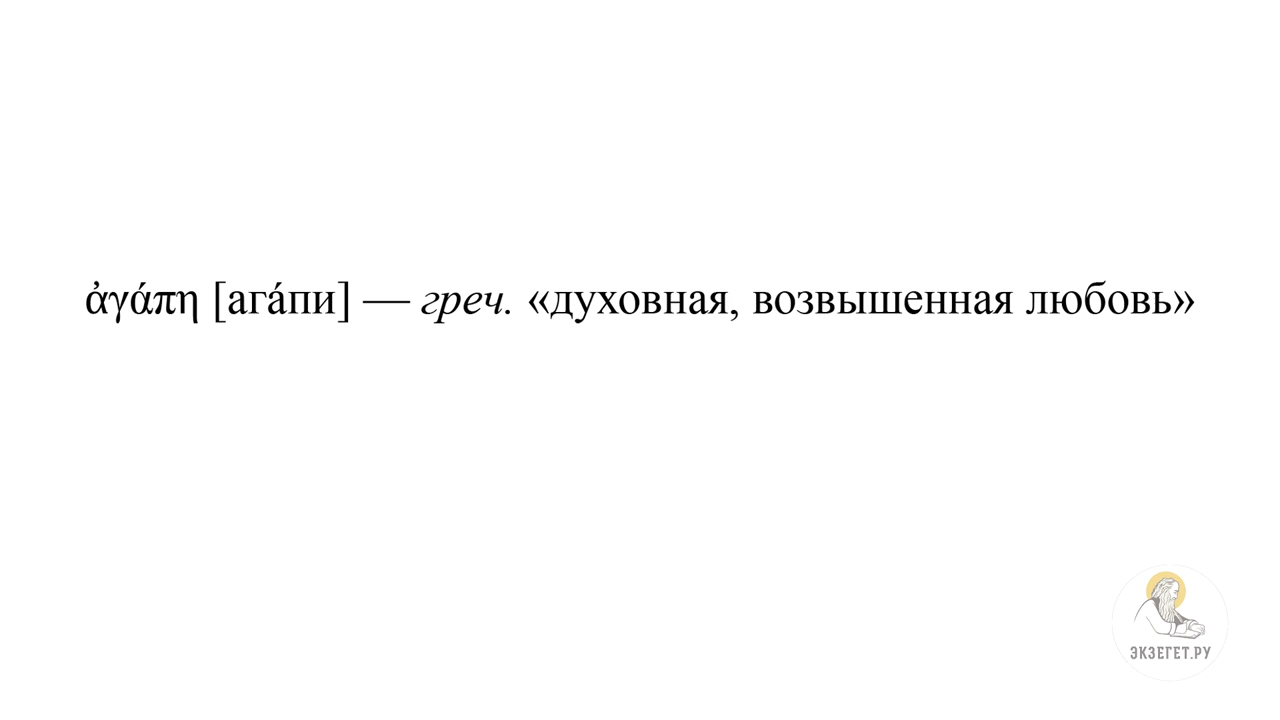 ἀγάπη [ага́пи] — греч. «духовная, возвышенная любовь»
ЭКЗЕГЕТ.РУ